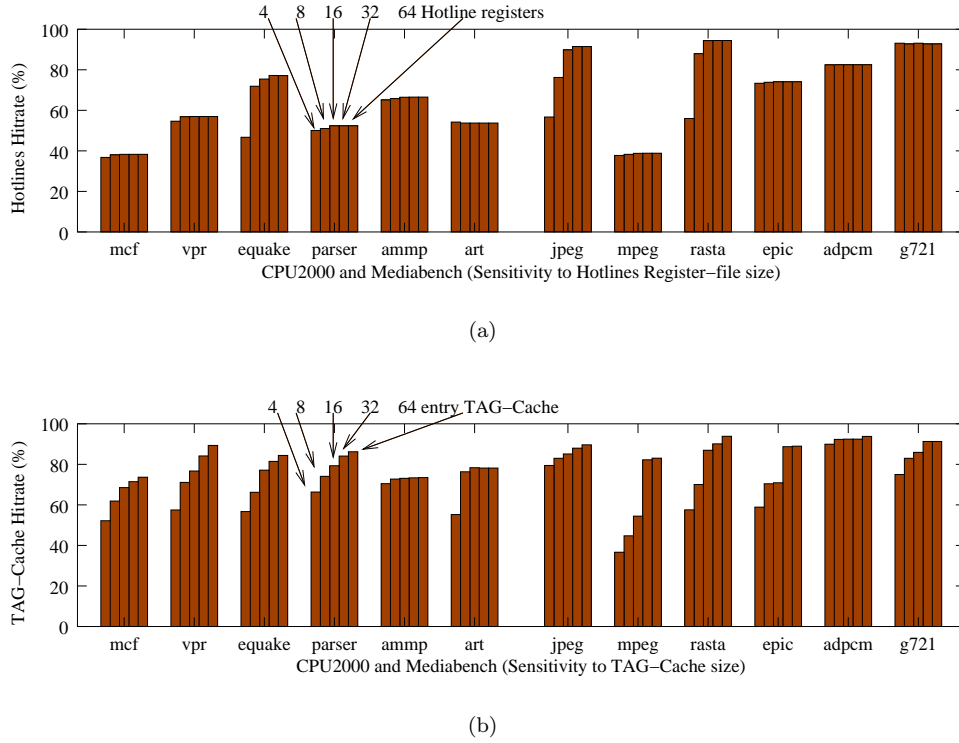 4 8 16 32 64 Hotline registers
100
80
60
40
20
0
Hotlines Hitrate (%)
mcf vpr equake parser ammp art jpeg mpeg rasta epic adpcm g721
CPU2000 and Mediabench (Sensitivity to Hotlines Register−file size)
(a)
4 8 16 32 64 entry TAG−Cache
100
80
60
40
20
0
TAG−Cache Hitrate (%)
mcf vpr equake parser ammp art jpeg mpeg rasta epic adpcm g721
CPU2000 and Mediabench (Sensitivity to TAG−Cache size)
(b)